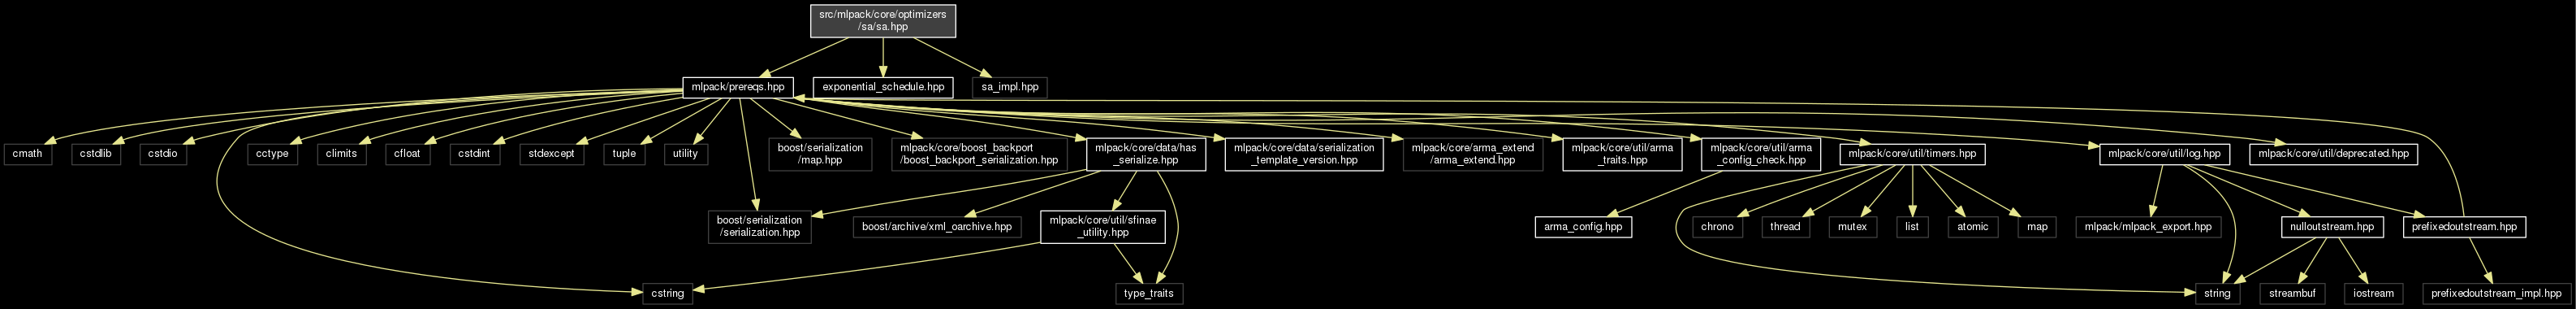 src/mlpack/core/optimizers
/sa/sa.hpp
mlpack/prereqs.hpp
exponential_schedule.hpp
sa_impl.hpp
cmath
cstdlib
cstdio
cctype
climits
cfloat
cstdint
stdexcept
tuple
utility
boost/serialization
/map.hpp
mlpack/core/boost_backport
/boost_backport_serialization.hpp
mlpack/core/data/has
_serialize.hpp
mlpack/core/data/serialization
_template_version.hpp
mlpack/core/arma_extend
/arma_extend.hpp
mlpack/core/util/arma
_traits.hpp
mlpack/core/util/arma
_config_check.hpp
mlpack/core/util/timers.hpp
mlpack/core/util/log.hpp
mlpack/core/util/deprecated.hpp
boost/serialization
/serialization.hpp
boost/archive/xml_oarchive.hpp
mlpack/core/util/sfinae
_utility.hpp
arma_config.hpp
chrono
thread
mutex
list
atomic
map
mlpack/mlpack_export.hpp
nulloutstream.hpp
prefixedoutstream.hpp
cstring
type_traits
string
streambuf
iostream
prefixedoutstream_impl.hpp